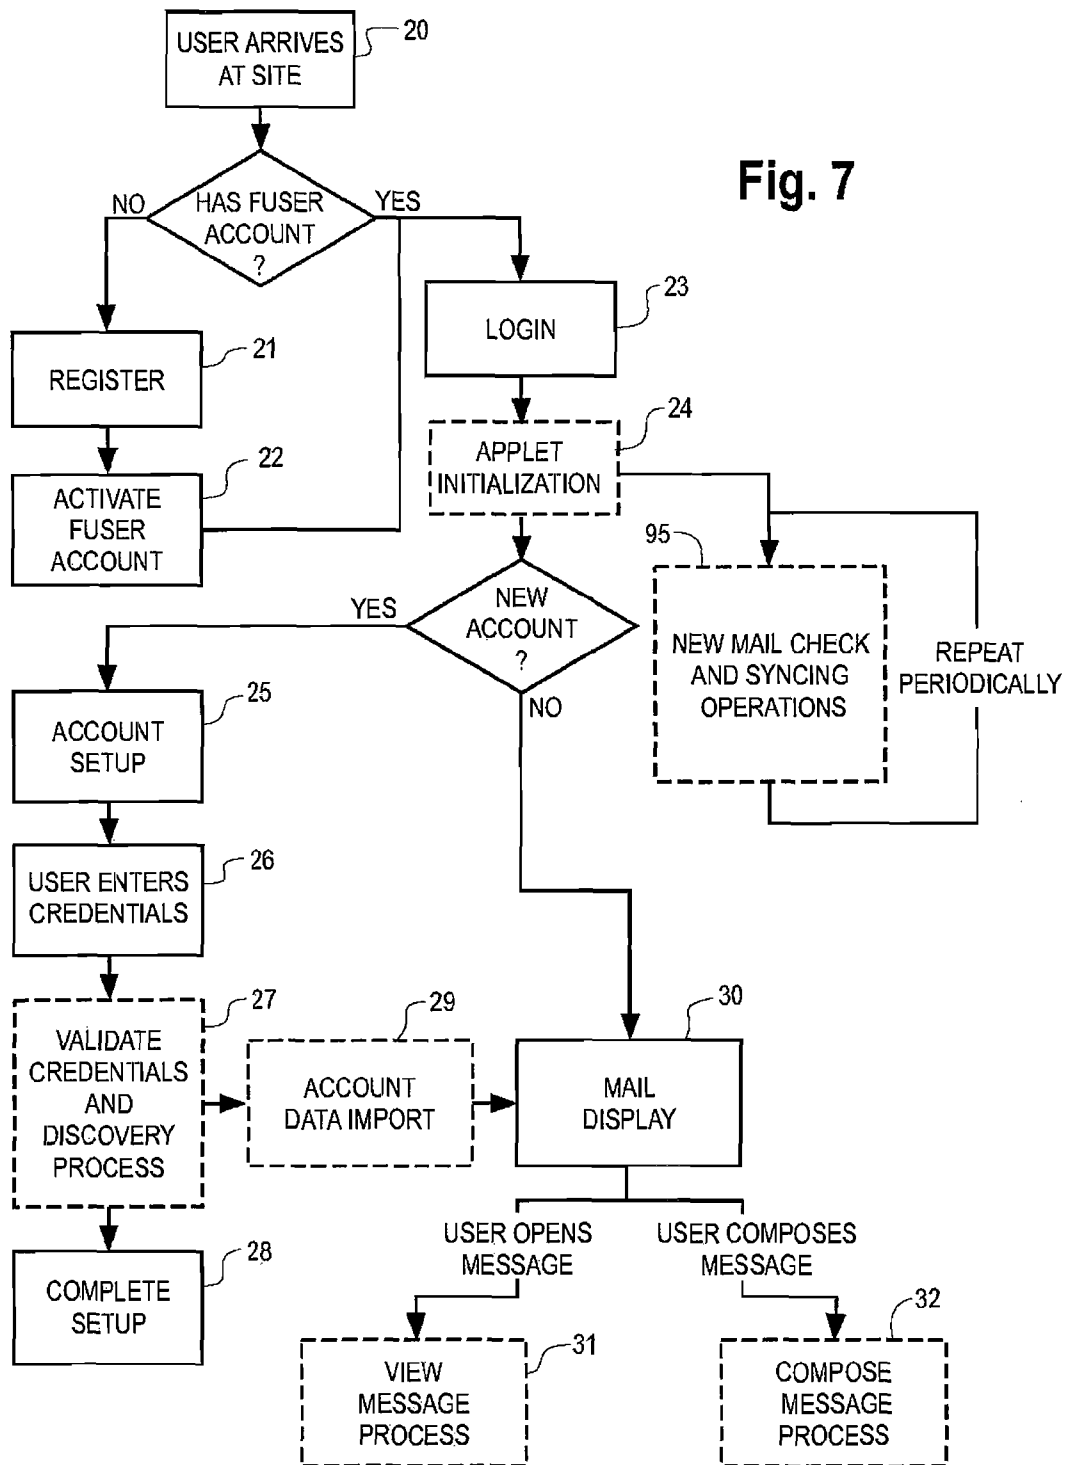 USER ARRIVES
AT SITE
20
Fig. 7
NO
HAS FUSER
ACCOUNT
?
YES
REGISTER
21
LOGIN
23
ACTIVATE
FUSER
ACCOUNT
22
APPLET
INITIALIZATION
24
95
NEW MAIL CHECK
AND SYNCING
OPERATIONS
REPEAT
PERIODICALLY
YES
NEW
ACCOUNT
?
NO
ACCOUNT
SETUP
25
USER ENTERS
CREDENTIALS
26
VALIDATE
CREDENTIALS
AND
DISCOVERY
PROCESS
27
ACCOUNT
DATA IMPORT
29
MAIL
DISPLAY
30
COMPLETE
SETUP
28
USER OPENS
MESSAGE
USER COMPOSES
MESSAGE
VIEW
MESSAGE
PROCESS
31
COMPOSE
MESSAGE
PROCESS
32